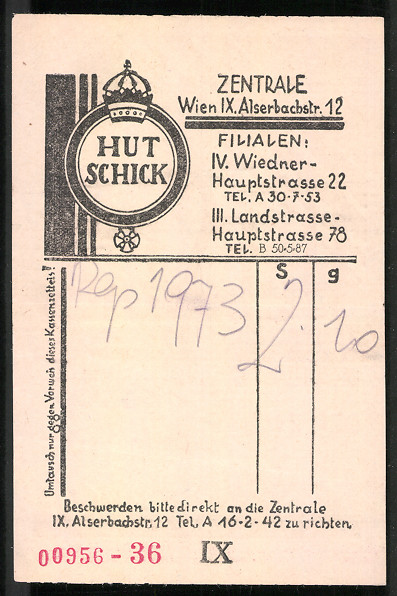 HUT
SCHICK
ZENTRALE
Wien IX. Alserbachstr. 12
FILIALEN:
IV. Wiedner-
Hauptstrasse 22
TEL. A 30-7-53
III. Landstrasse-
Hauptstrasse 78
TEL. B 50-5-87
S g
Rep 1973 2.10
Umtausch nur gegen Vorweis dieses Kassenzettels!
Beschwerden bitte direkt an die Zentrale
IX. Alserbachstr. 12 Tel. A 16-2-42 zu richten.
00956-36 IX